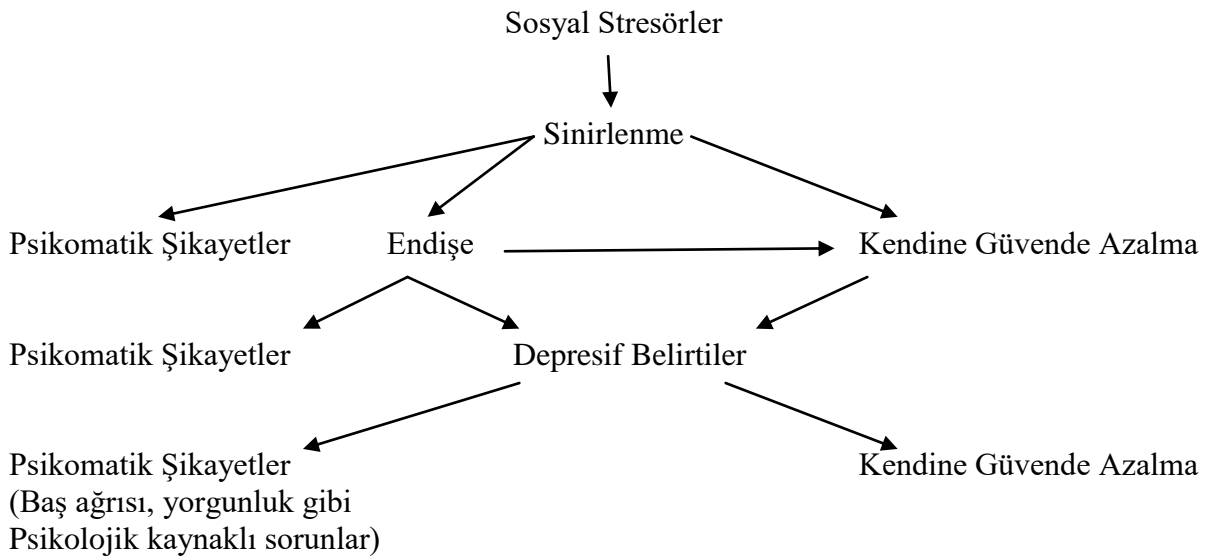 Sosyal Stresörler
Sinirlenme
Psikomatik Şikayetler Endişe Kendine Güvende Azalma
Psikomatik Şikayetler Depresif Belirtiler
Psikomatik Şikayetler Kendine Güvende Azalma
(Baş ağrısı, yorgunluk gibi
Psikolojik kaynaklı sorunlar)